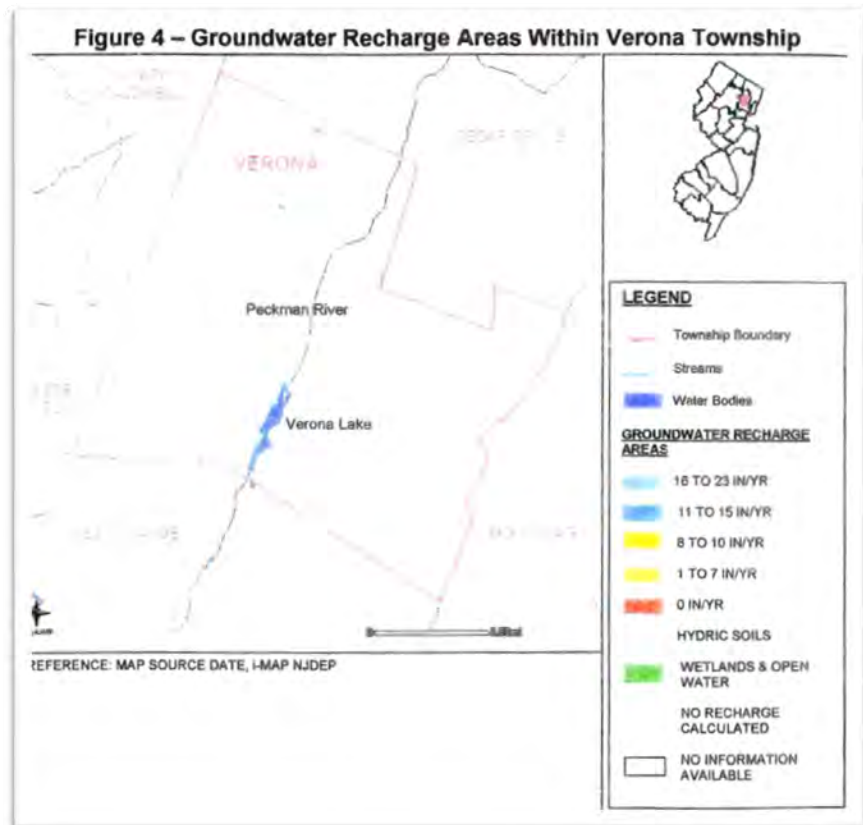 Figure 4 – Groundwater Recharge Areas Within Verona Township
VERONA
Peckman River
Verona Lake
LEGEND
Township Boundary
Streams
Water Bodies
GROUNDWATER RECHARGE
AREAS
16 TO 23 IN/YR
11 TO 15 IN/YR
8 TO 10 IN/YR
1 TO 7 IN/YR
0 IN/YR
HYDRIC SOILS
WETLANDS & OPEN
WATER
NO RECHARGE
CALCULATED
NO INFORMATION
AVAILABLE
REFERENCE: MAP SOURCE DATE, i-MAP NJDEP